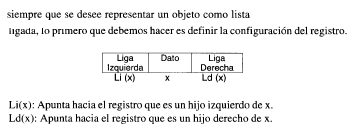 siempre que se desee representar un objeto como lista
ligada, lo primero que debemos hacer es definir la configuración del registro.
Liga Dato Liga
Izquierda Derecha
Li (x) x Ld (x)
Li(x): Apunta hacia el registro que es un hijo izquierdo de x.
Ld(x): Apunta hacia el registro que es un hijo derecho de x.